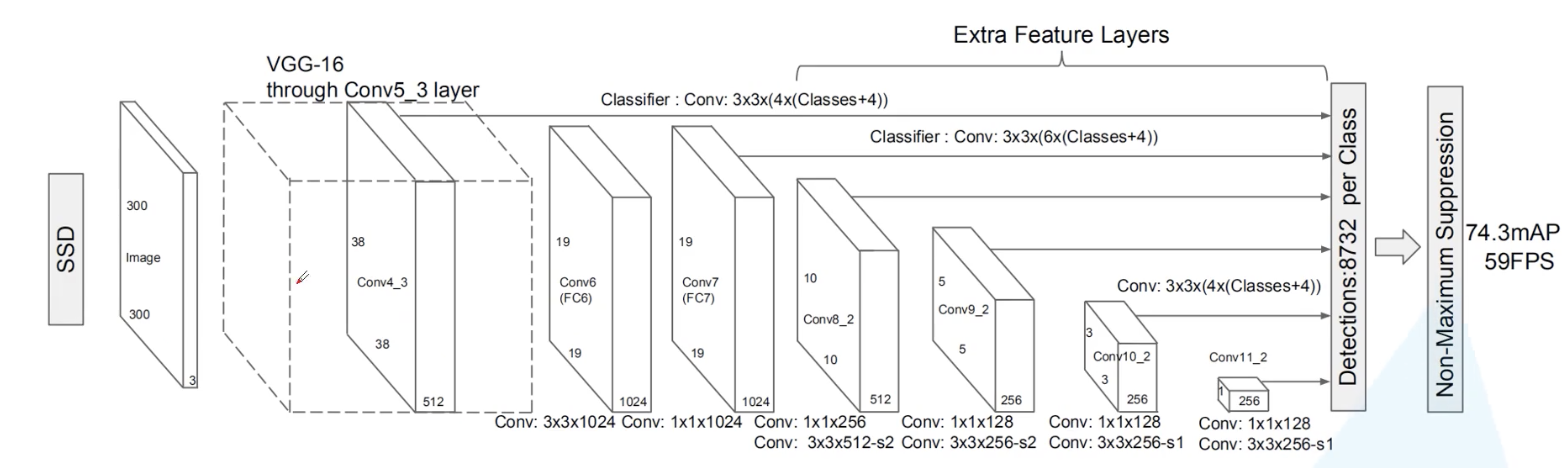 Extra Feature Layers
VGG-16
through Conv5_3 layer
Classifier : Conv: 3x3x(4x(Classes+4))
Classifier : Conv: 3x3x(6x(Classes+4))
SSD
300
Image
300
3
38
Conv4_3
38
512
19
Conv6
(FC6)
19
1024
19
Conv7
(FC7)
19
1024
10
Conv8_2
10
512
5
Conv9_2
5
256
Conv: 3x3x(4x(Classes+4))
3
Conv10_2
3
256
Conv11_2
1
256
Conv: 3x3x1024
Conv: 1x1x1024
Conv: 1x1x256
Conv: 3x3x512-s2
Conv: 1x1x128
Conv: 3x3x256-s2
Conv: 1x1x128
Conv: 3x3x256-s1
Conv: 1x1x128
Conv: 3x3x256-s1
Detections:8732 per Class
Non-Maximum Suppression
74.3mAP
59FPS